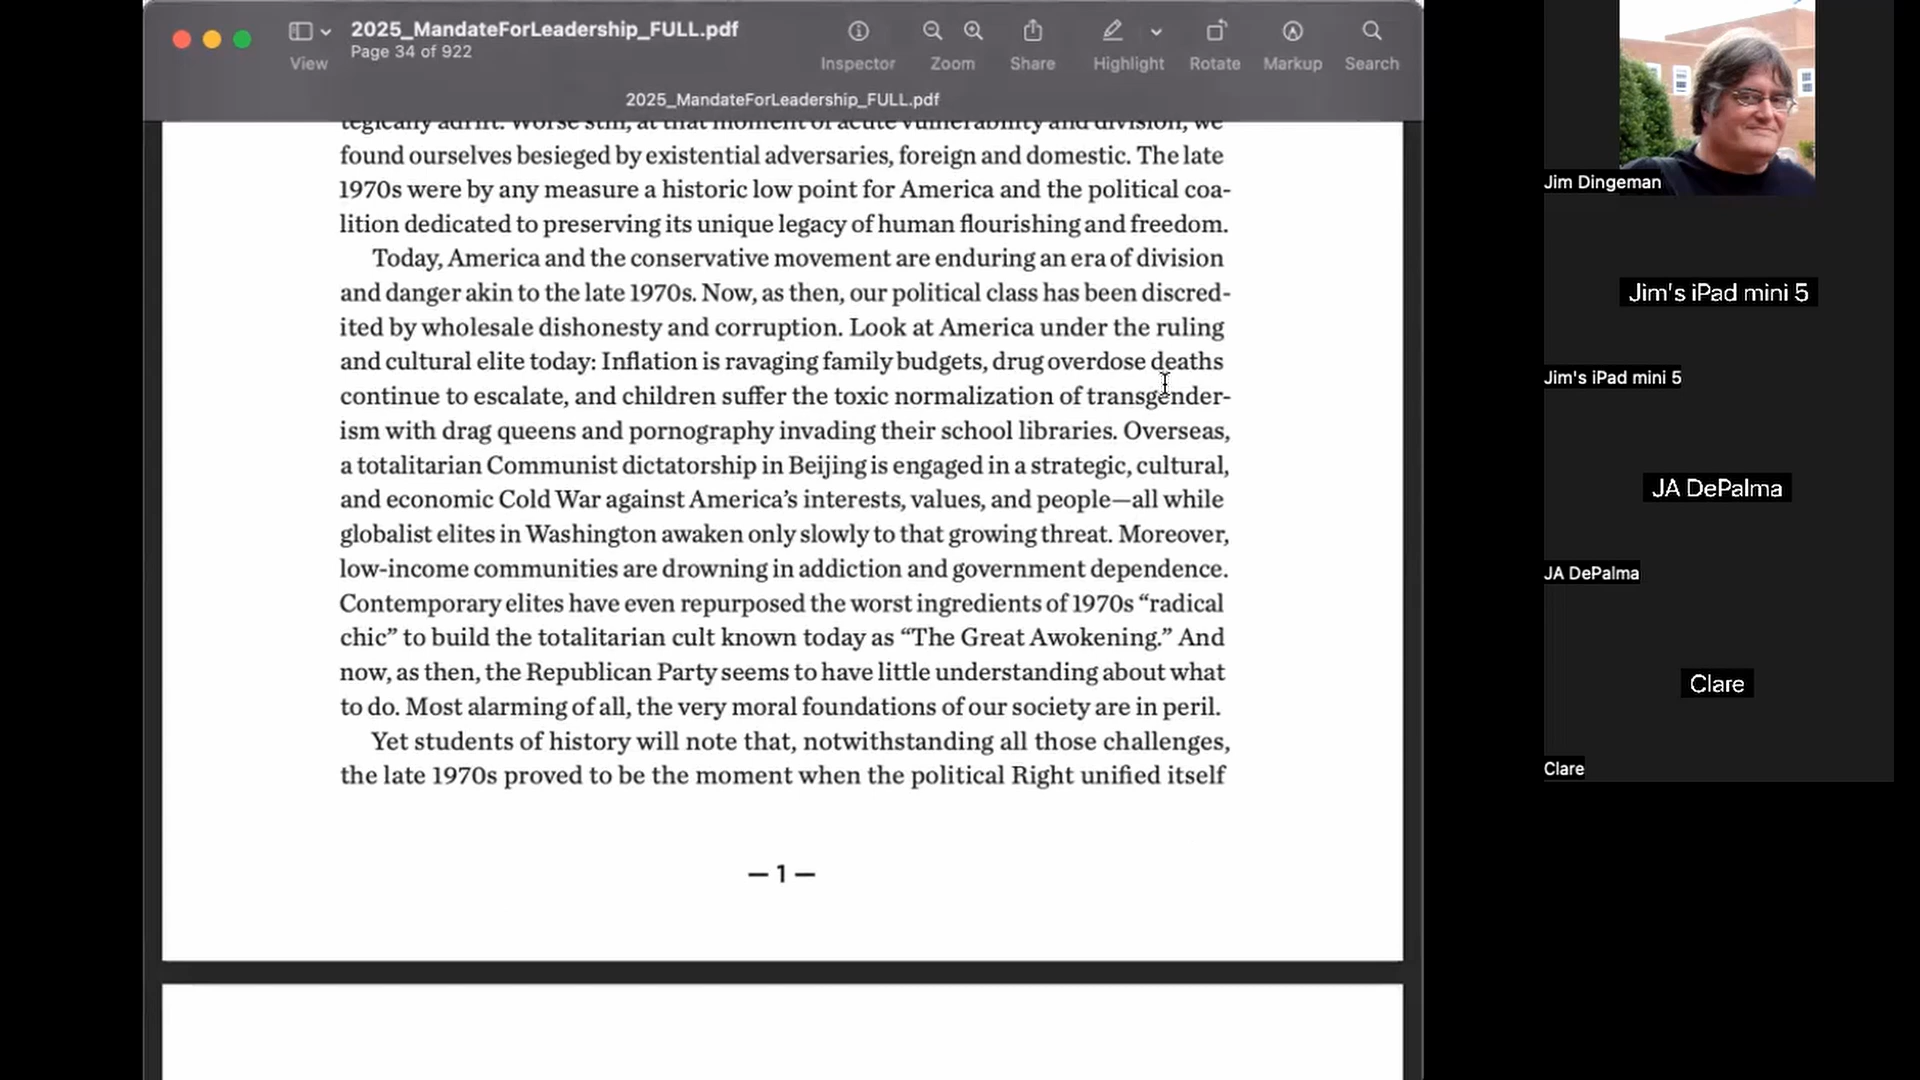 2025_MandateForLeadership_FULL.pdf
Page 34 of 922
View
Inspector
Zoom
Share
Highlight
Rotate
Markup
Search
2025_MandateForLeadership_FULL.pdf
tegically adrift. Worse still, at that moment of acute vulnerability and division, we
found ourselves besieged by existential adversaries, foreign and domestic. The late
1970s were by any measure a historic low point for America and the political coa-
lition dedicated to preserving its unique legacy of human flourishing and freedom.
Today, America and the conservative movement are enduring an era of division
and danger akin to the late 1970s. Now, as then, our political class has been discred-
ited by wholesale dishonesty and corruption. Look at America under the ruling
and cultural elite today: Inflation is ravaging family budgets, drug overdose deaths
continue to escalate, and children suffer the toxic normalization of transgender-
ism with drag queens and pornography invading their school libraries. Overseas,
a totalitarian Communist dictatorship in Beijing is engaged in a strategic, cultural,
and economic Cold War against America’s interests, values, and people—all while
globalist elites in Washington awaken only slowly to that growing threat. Moreover,
low-income communities are drowning in addiction and government dependence.
Contemporary elites have even repurposed the worst ingredients of 1970s “radical
chic” to build the totalitarian cult known today as “The Great Awokening.” And
now, as then, the Republican Party seems to have little understanding about what
to do. Most alarming of all, the very moral foundations of our society are in peril.
Yet students of history will note that, notwithstanding all those challenges,
the late 1970s proved to be the moment when the political Right unified itself
— 1 —
Jim Dingeman
Jim's iPad mini 5
Jim's iPad mini 5
JA DePalma
JA DePalma
Clare
Clare